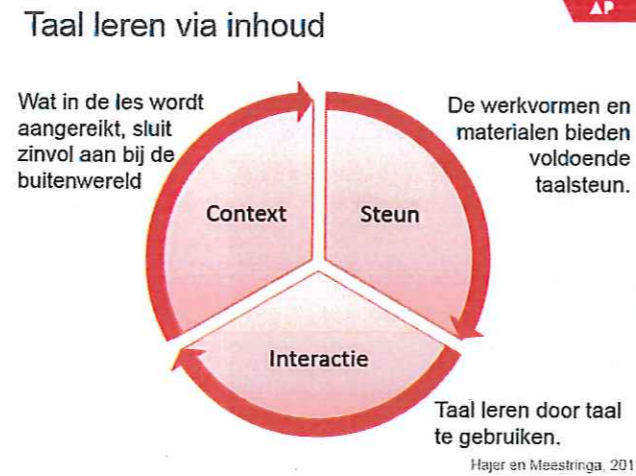 AP
Taal leren via inhoud
Wat in de les wordt
aangereikt, sluit
zinvol aan bij de
buitenwereld
De werkvormen en
materialen bieden
voldoende
taalsteun.
Context
Steun
Interactie
Taal leren door taal
te gebruiken.
Hajer en Meestringa, 201